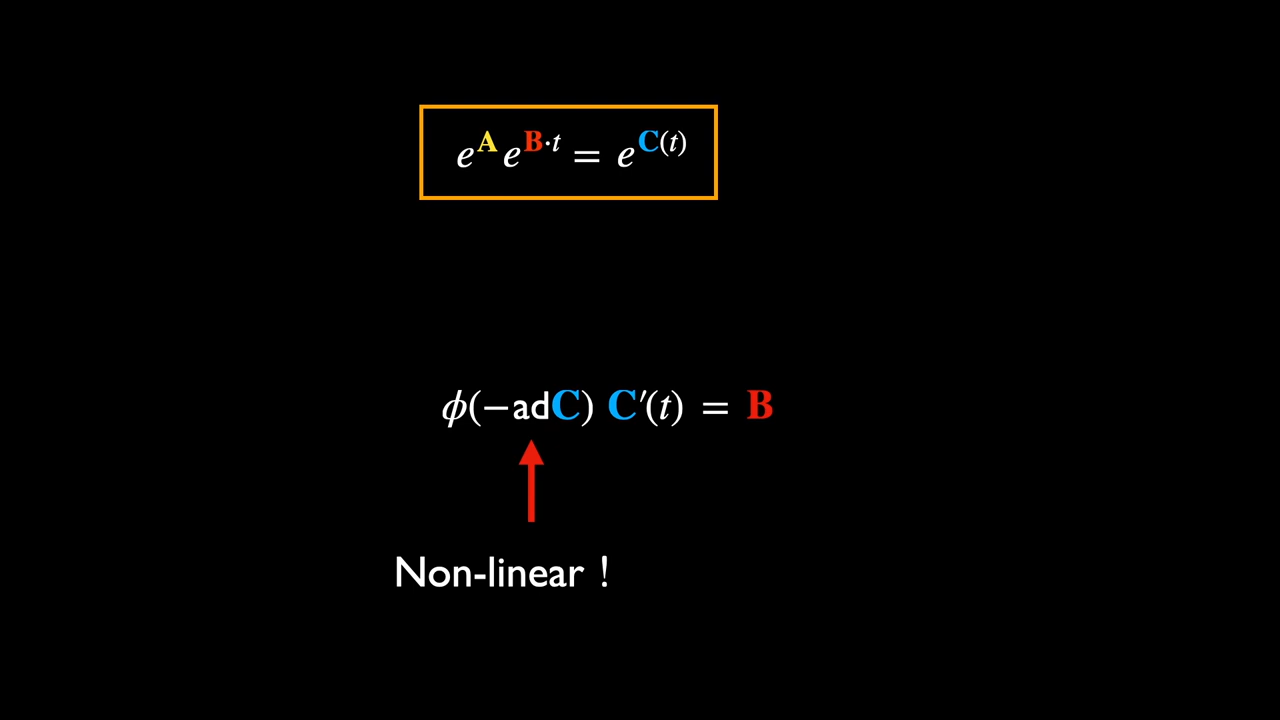 e^A e^{B·t} = e^{C(t)}
ϕ(−adC) C′(t) = B
Non-linear !